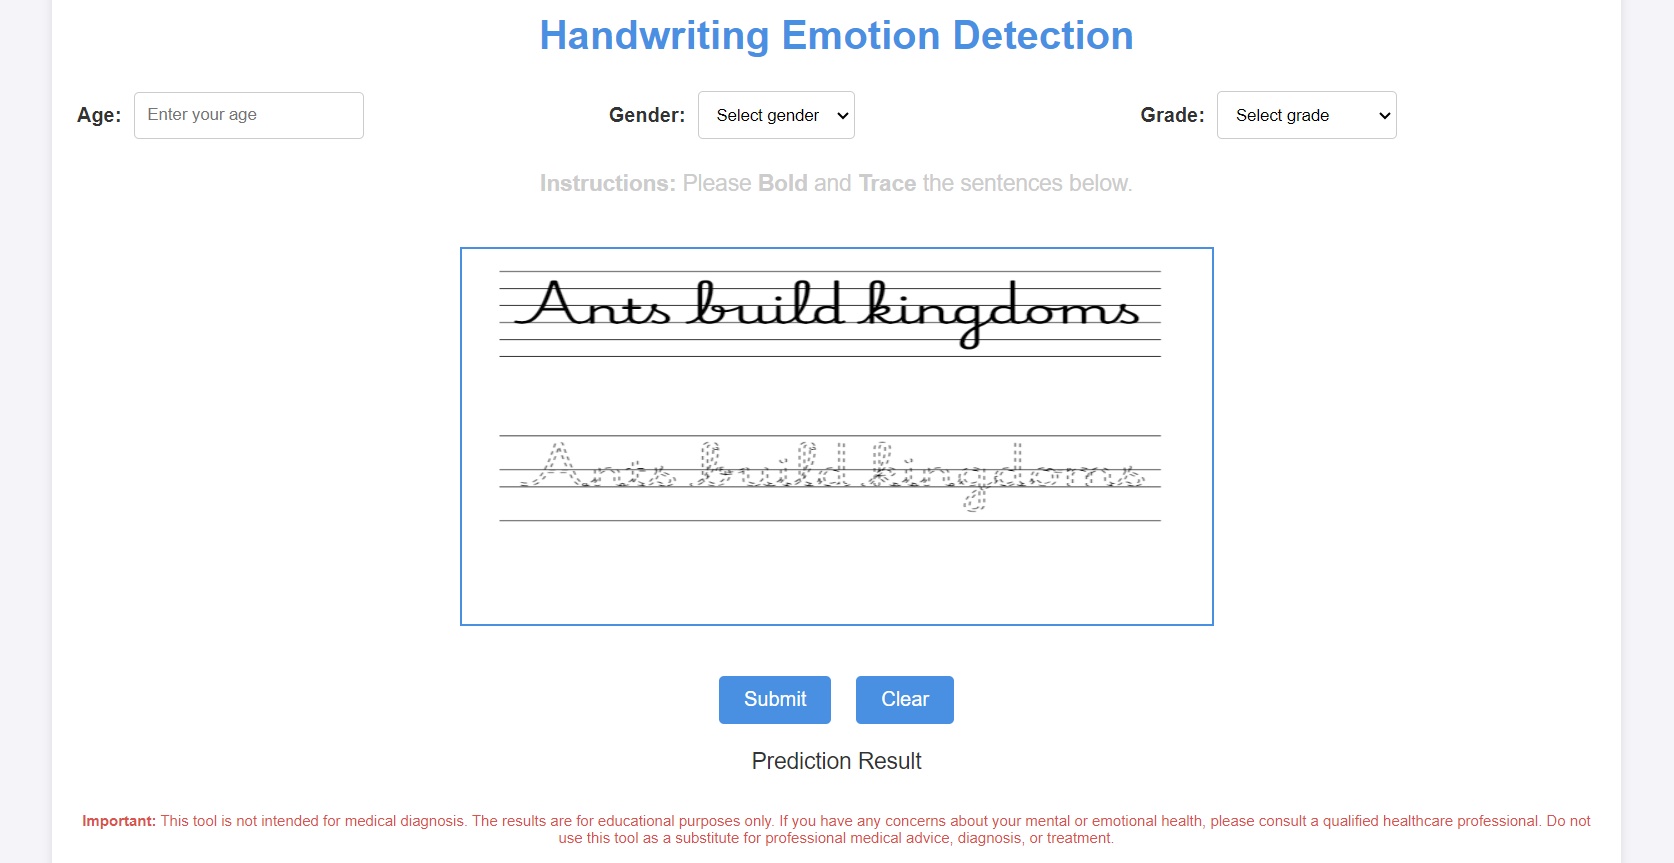 Handwriting Emotion Detection
Age: Enter your age Gender: Select gender Grade: Select grade
Instructions: Please Bold and Trace the sentences below.
Ants build kingdoms
Ants build kingdoms
Submit Clear
Prediction Result
Important: This tool is not intended for medical diagnosis. The results are for educational purposes only. If you have any concerns about your mental or emotional health, please consult a qualified healthcare professional. Do not
use this tool as a substitute for professional medical advice, diagnosis, or treatment.